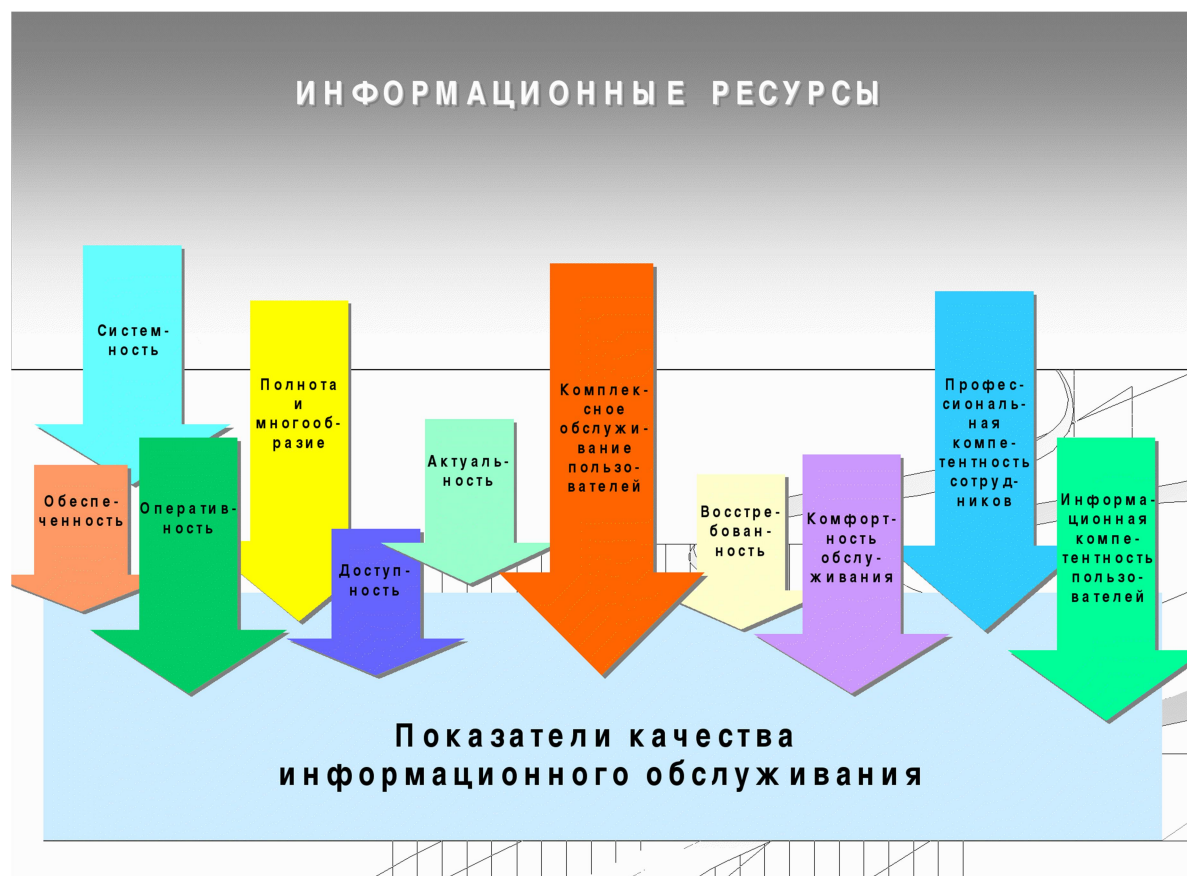 ИНФОРМАЦИОННЫЕ РЕСУРСЫ
Систем-
ность
Обеспе-
ченность
Оператив-
ность
Полнота
и
многооб-
разие
Доступ-
ность
Актуаль-
ность
Комплек-
сное
обслужи-
вание
пользо-
вателей
Восстре-
бован-
ность
Комфорт-
ность
обслу-
живания
Профес-
сиональ-
ная
компе-
тентность
сотруд-
ников
Информа-
ционная
компе-
тентность
пользо-
вателей
Показатели качества
информационного обслуживания